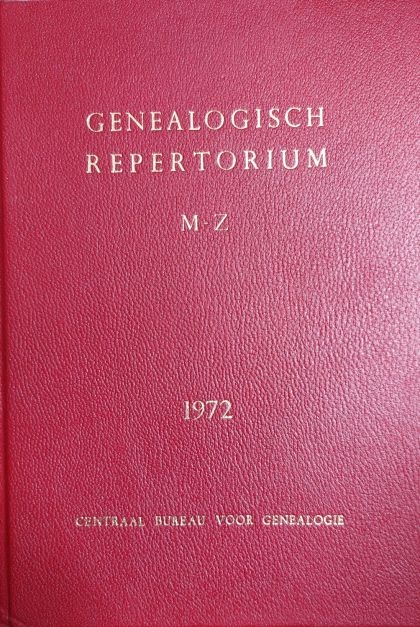 GENEALOGISCH
REPERTORIUM
M-Z
1972
CENTRAAL BUREAU VOOR GENEALOGIE